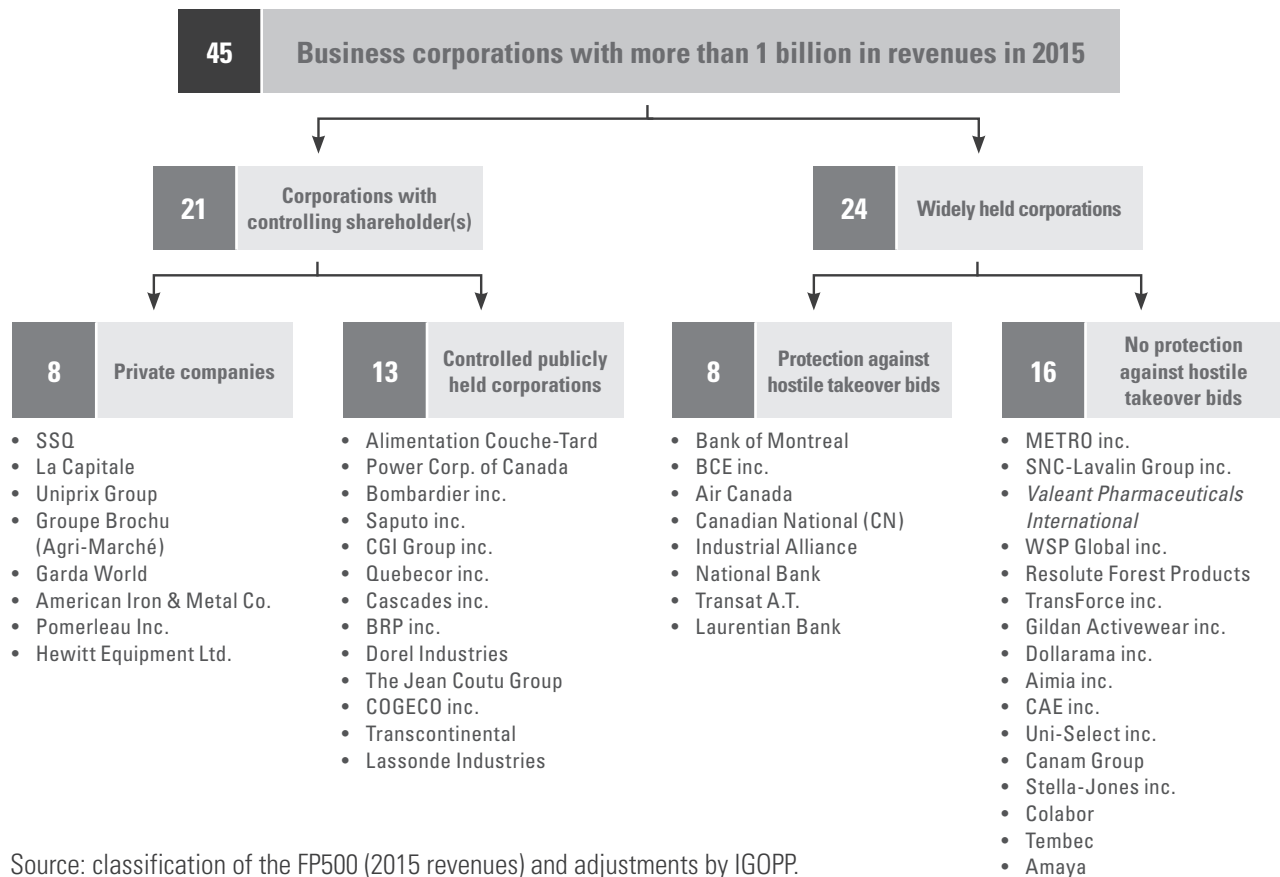 45
Business corporations with more than 1 billion in revenues in 2015
21
Corporations with
controlling shareholder(s)
24
Widely held corporations
8
Private companies
• SSQ
• La Capitale
• Uniprix Group
• Groupe Brochu
(Agri-Marché)
• Garda World
• American Iron & Metal Co.
• Pomerleau Inc.
• Hewitt Equipment Ltd.
13
Controlled publicly
held corporations
• Alimentation Couche-Tard
• Power Corp. of Canada
• Bombardier inc.
• Saputo inc.
• CGI Group inc.
• Quebecor inc.
• Cascades inc.
• BRP inc.
• Dorel Industries
• The Jean Coutu Group
• COGECO inc.
• Transcontinental
• Lassonde Industries
8
Protection against
hostile takeover bids
• Bank of Montreal
• BCE inc.
• Air Canada
• Canadian National (CN)
• Industrial Alliance
• National Bank
• Transat A.T.
• Laurentian Bank
16
No protection
against hostile
takeover bids
• METRO inc.
• SNC-Lavalin Group inc.
• Valeant Pharmaceuticals
International
• WSP Global inc.
• Resolute Forest Products
• TransForce inc.
• Gildan Activewear inc.
• Dollarama inc.
• Aimia inc.
• CAE inc.
• Uni-Select inc.
• Canam Group
• Stella-Jones inc.
• Colabor
• Tembec
• Amaya
Source: classification of the FP500 (2015 revenues) and adjustments by IGOPP.